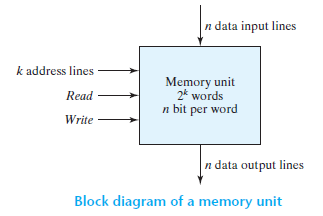 n data input lines
k address lines
Read
Write
Memory unit
2ᵏ words
n bit per word
n data output lines
Block diagram of a memory unit